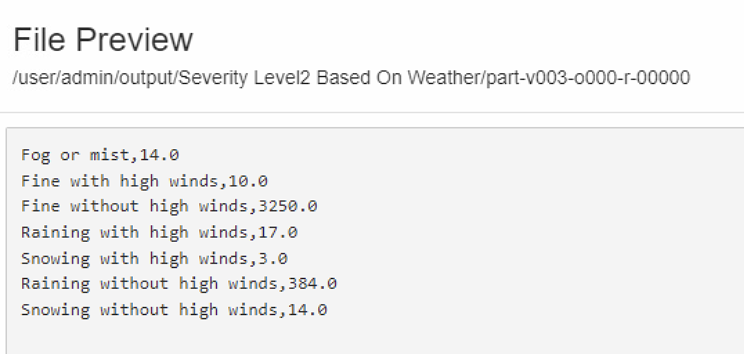 File Preview
/user/admin/output/Severity Level2 Based On Weather/part-v003-o000-r-00000
Fog or mist,14.0
Fine with high winds,10.0
Fine without high winds,3250.0
Raining with high winds,17.0
Snowing with high winds,3.0
Raining without high winds,384.0
Snowing without high winds,14.0